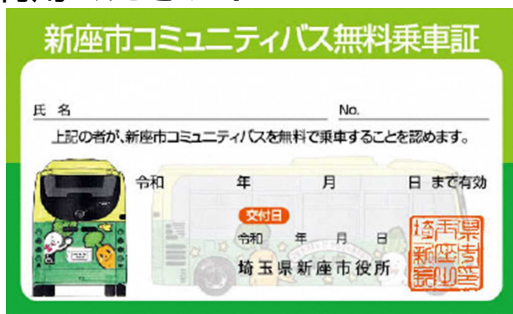 新座市コミュニティバス無料乗車証
氏 名 No.
上記の者が、新座市コミュニティバスを無料で乗車することを認めます。
令和 年 月 日 まで有効
交付日
令和 年 月 日
埼玉県新座市役所